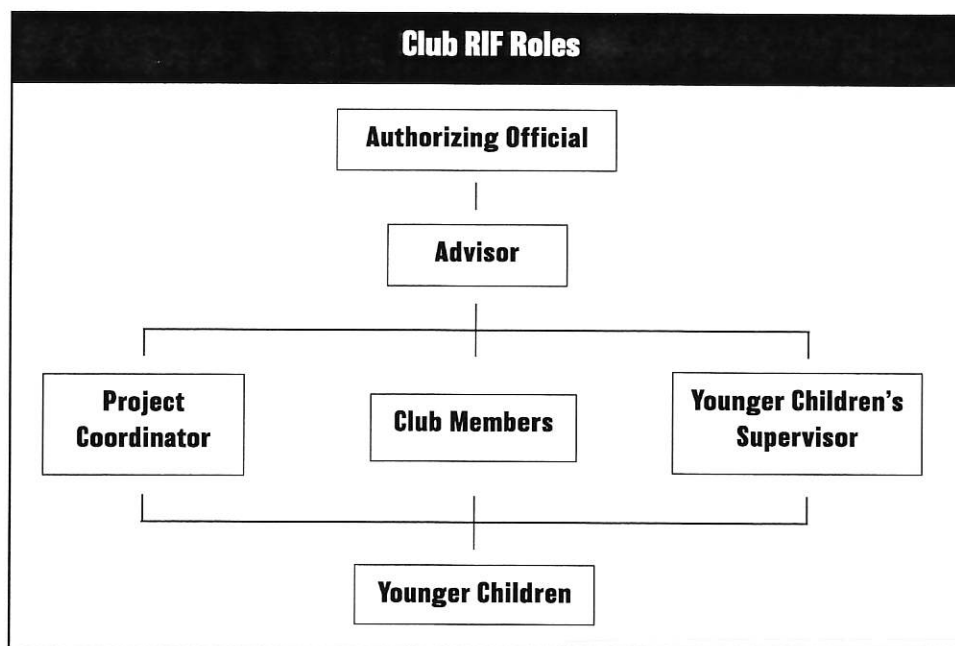 Club RIF Roles
Authorizing Official
Advisor
Project
Coordinator
Club Members
Younger Children's
Supervisor
Younger Children